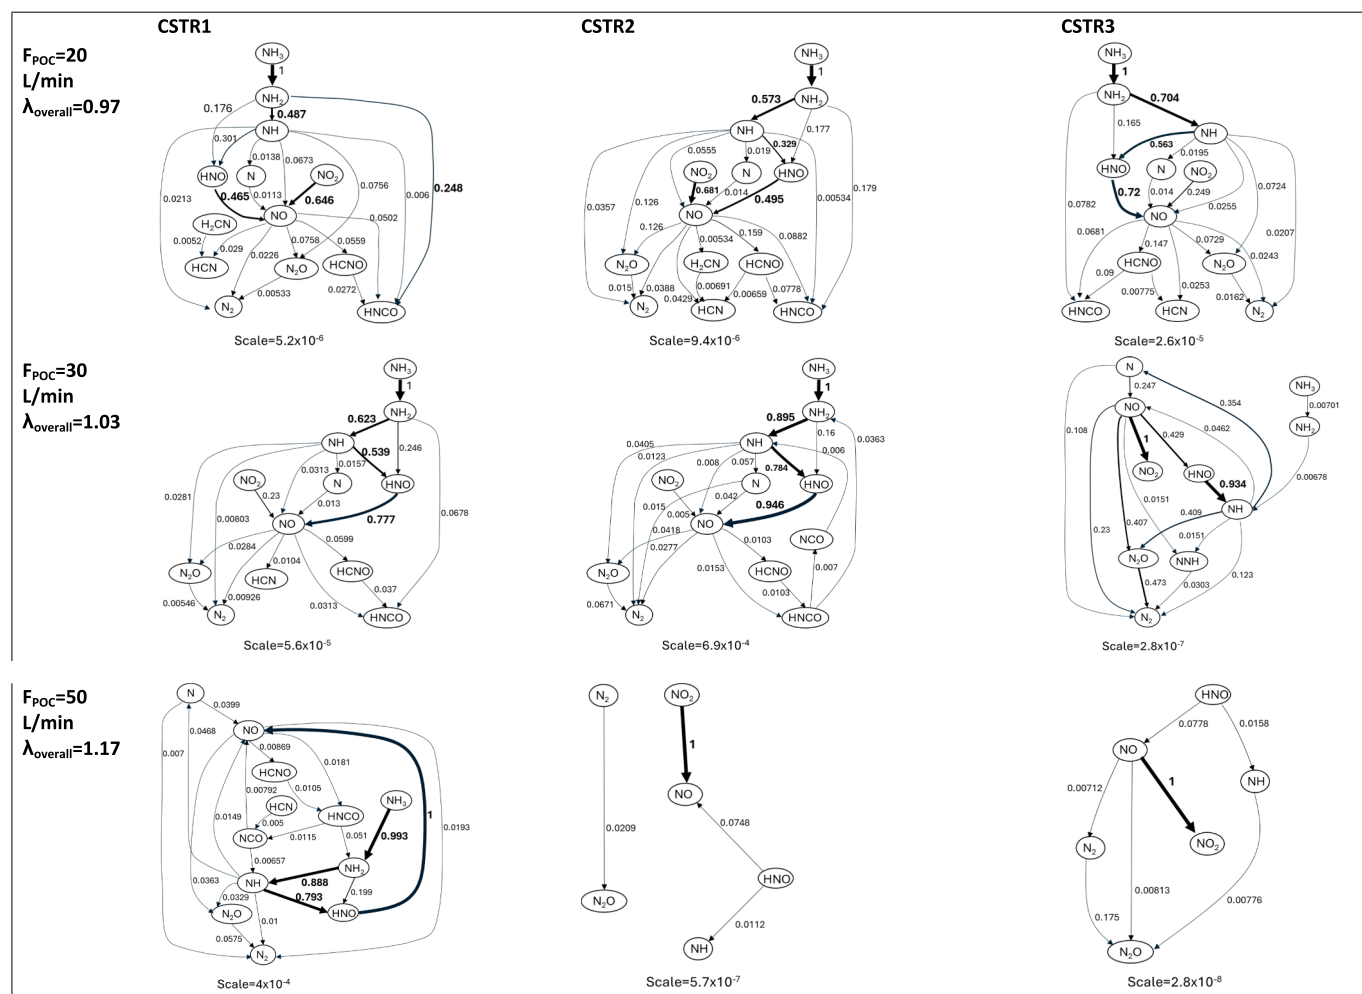 CSTR1 CSTR2 CSTR3
F_POC=20
L/min
λ_overall=0.97
NH₃
1
NH₂
0.176
0.487
NH
0.301
0.0138
0.0673
HNO
N
NO₂
0.0756
0.006
0.248
0.0213
0.465
0.0113
0.646
H₂CN
NO
0.0502
0.0052
0.029
0.0226
0.0758
0.0559
HCN
N₂O
HCNO
0.00533
0.0272
N₂
HNCO
Scale=5.2x10⁻⁶
NH₃
1
0.573
NH₂
NH
0.177
0.0555
0.019
0.329
NO₂
N
HNO
0.681
0.014
0.179
0.00534
0.0357
0.126
0.495
NO
0.126
0.00534
0.159
0.0882
N₂O
H₂CN
HCNO
0.015
0.0388
0.0429
0.00691
0.00659
0.0778
N₂
HCN
HNCO
Scale=9.4x10⁻⁶
NH₃
1
NH₂
0.704
0.165
NH
0.563
0.0195
HNO
N
NO₂
0.0724
0.72
0.014
0.249
0.0782
0.0255
0.0207
NO
0.0681
0.147
0.0729
0.0243
HCNO
N₂O
0.09
0.00775
0.0253
0.0162
HNCO
HCN
N₂
Scale=2.6x10⁻⁵
F_POC=30
L/min
λ_overall=1.03
NH₃
1
NH₂
0.623
NH
0.539
0.246
0.0313
0.0157
NO₂
N
HNO
0.23
0.013
0.0281
0.00803
0.777
0.0678
NO
0.0284
0.0104
0.0599
N₂O
HCN
HCNO
0.00546
0.00926
0.037
0.0313
N₂
HNCO
Scale=5.6x10⁻⁵
NH₃
1
0.895
NH₂
0.16
0.0363
0.0405
0.0123
NH
0.006
0.008
0.057
0.784
NO₂
N
HNO
0.015
0.005
0.042
0.946
NO
0.0418
0.0277
0.0103
NCO
0.0153
N₂O
HCNO
0.007
0.0671
0.0103
N₂
HNCO
Scale=6.9x10⁻⁴
N
0.247
0.354
NH₃
0.00701
NO
0.108
0.429
0.0462
NH₂
1
NO₂
HNO
0.934
0.00678
0.0151
0.409
NH
0.23
0.407
0.0151
N₂O
NNH
0.473
0.0303
0.123
N₂
Scale=2.8x10⁻⁷
F_POC=50
L/min
λ_overall=1.17
N
0.0399
NO
0.0468
0.007
0.00869
0.0181
HCNO
0.00792
0.0105
NH₃
HCN
0.0149
0.005
HNCO
0.993
1
0.0193
NCO
0.0115
0.051
0.00657
NH₂
0.0363
NH
0.888
0.793
0.199
0.0329
N₂O
0.01
HNO
0.0575
N₂
Scale=4x10⁻⁴
N₂
NO₂
1
NO
0.0209
0.0748
HNO
N₂O
0.0112
NH
Scale=5.7x10⁻⁷
HNO
0.0778
0.0158
NO
0.00712
1
NH
N₂
NO₂
0.00813
0.00776
0.175
N₂O
Scale=2.8x10⁻⁸